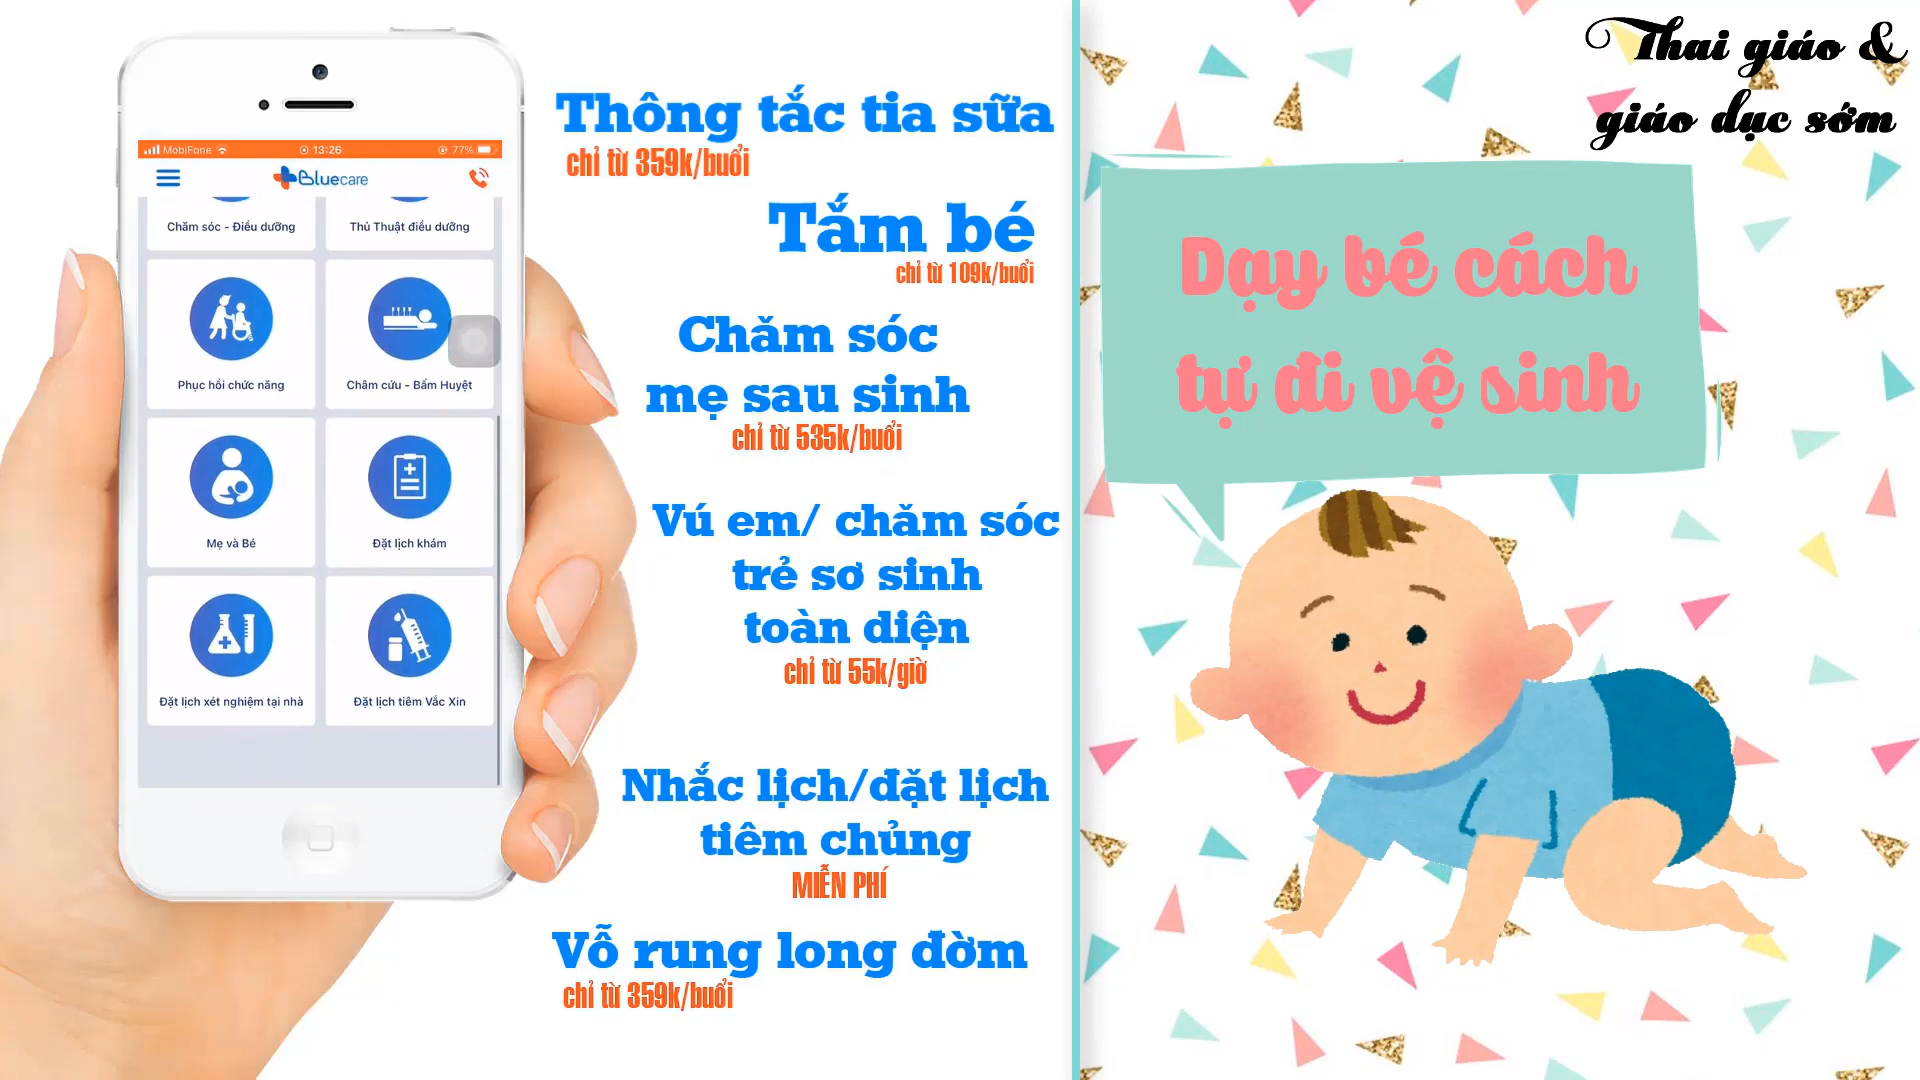 MobiFone
13:26
77%
Bluecare
Chăm sóc - Điều dưỡng
Thủ Thuật điều dưỡng
Phục hồi chức năng
Châm cứu - Bấm Huyệt
Mẹ và Bé
Đặt lịch khám
Đặt lịch xét nghiệm tại nhà
Đặt lịch tiêm Vắc Xin
Thông tắc tia sữa
chỉ từ 359k/buổi
Tắm bé
chỉ từ 109k/buổi
Chăm sóc
mẹ sau sinh
chỉ từ 535k/buổi
Vú em/ chăm sóc
trẻ sơ sinh
toàn diện
chỉ từ 55k/giờ
Nhắc lịch/đặt lịch
tiêm chủng
MIỄN PHÍ
Vỗ rung long đờm
chỉ từ 359k/buổi
Thai giáo &
giáo dục sớm
Dạy bé cách
tự đi vệ sinh